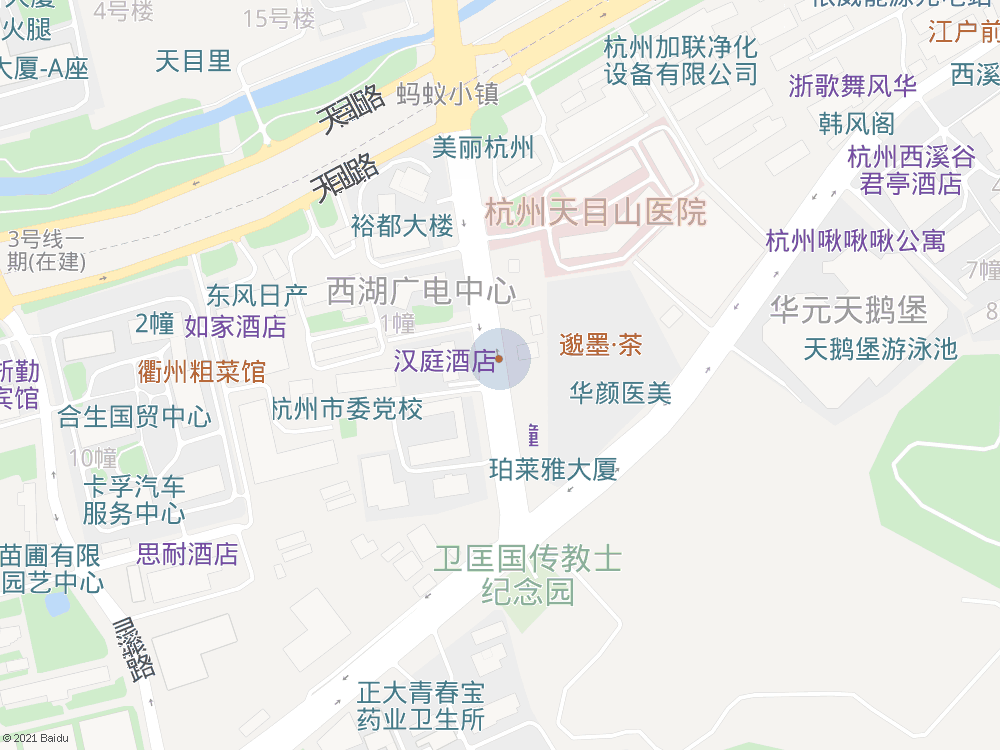 4号楼
15号楼
火腿
大厦-A座
天目里
天目山路
蚂蚁小镇
杭州加联净化
设备有限公司
江户前
西溪
浙歌舞风华
韩风阁
美丽杭州
天目山路
杭州西溪谷
君亭酒店
裕都大楼
杭州天目山医院
3号线一
期(在建)
杭州啾啾啾公寓
7幢
东风日产
西湖广电中心
华元天鹅堡
8
2幢
如家酒店
1幢
邈墨·茶
天鹅堡游泳池
汉庭酒店
衢州粗菜馆
宾馆
华颜医美
合生国贸中心
杭州市委党校
幢
10幢
珀莱雅大厦
卡孚汽车
服务中心
思耐酒店
苗圃有限
园艺中心
卫匡国传教士
纪念园
溪路
正大青春宝
药业卫生所
© 2021 Baidu